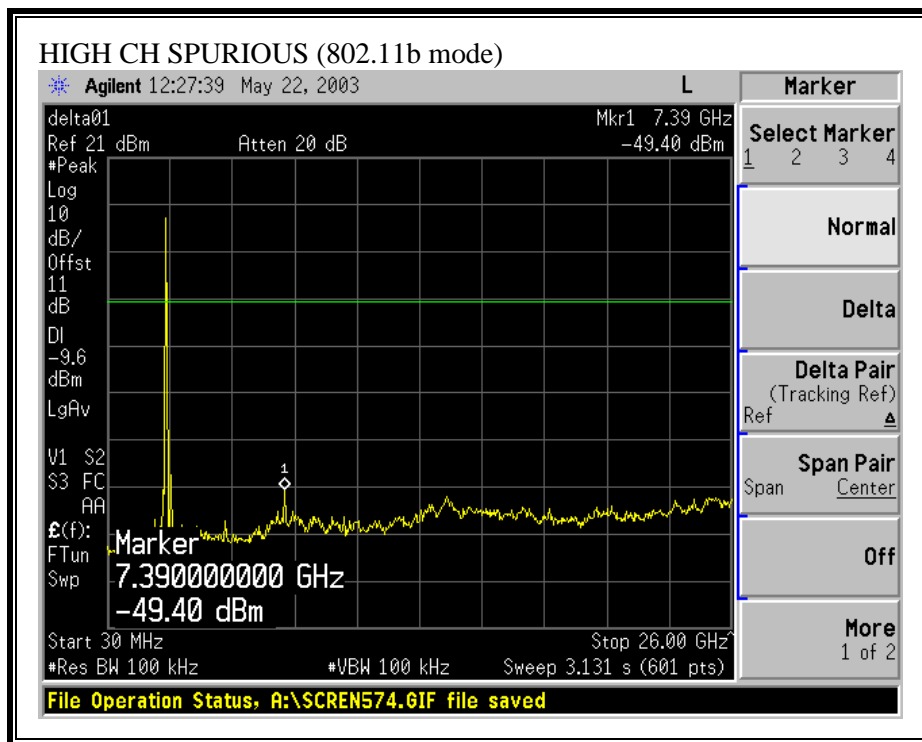 HIGH CH SPURIOUS (802.11b mode)
Agilent 12:27:39 May 22, 2003 L
delta01 Mkr1 7.39 GHz
Ref 21 dBm Atten 20 dB -49.40 dBm
#Peak
Log
10
dB/
Offst
11
dB
DI
-9.6
dBm
LgAv
V1 S2
S3 FC
AA
£(f):
FTun
Swp
1
Marker
7.390000000 GHz
-49.40 dBm
Start 30 MHz Stop 26.00 GHz^
#Res BW 100 kHz #VBW 100 kHz Sweep 3.131 s (601 pts)
File Operation Status, A:\SCREN574.GIF file saved
Marker
Select Marker
1 2 3 4
Normal
Delta
Delta Pair
(Tracking Ref)
Ref Δ
Span Pair
Span Center
Off
More
1 of 2